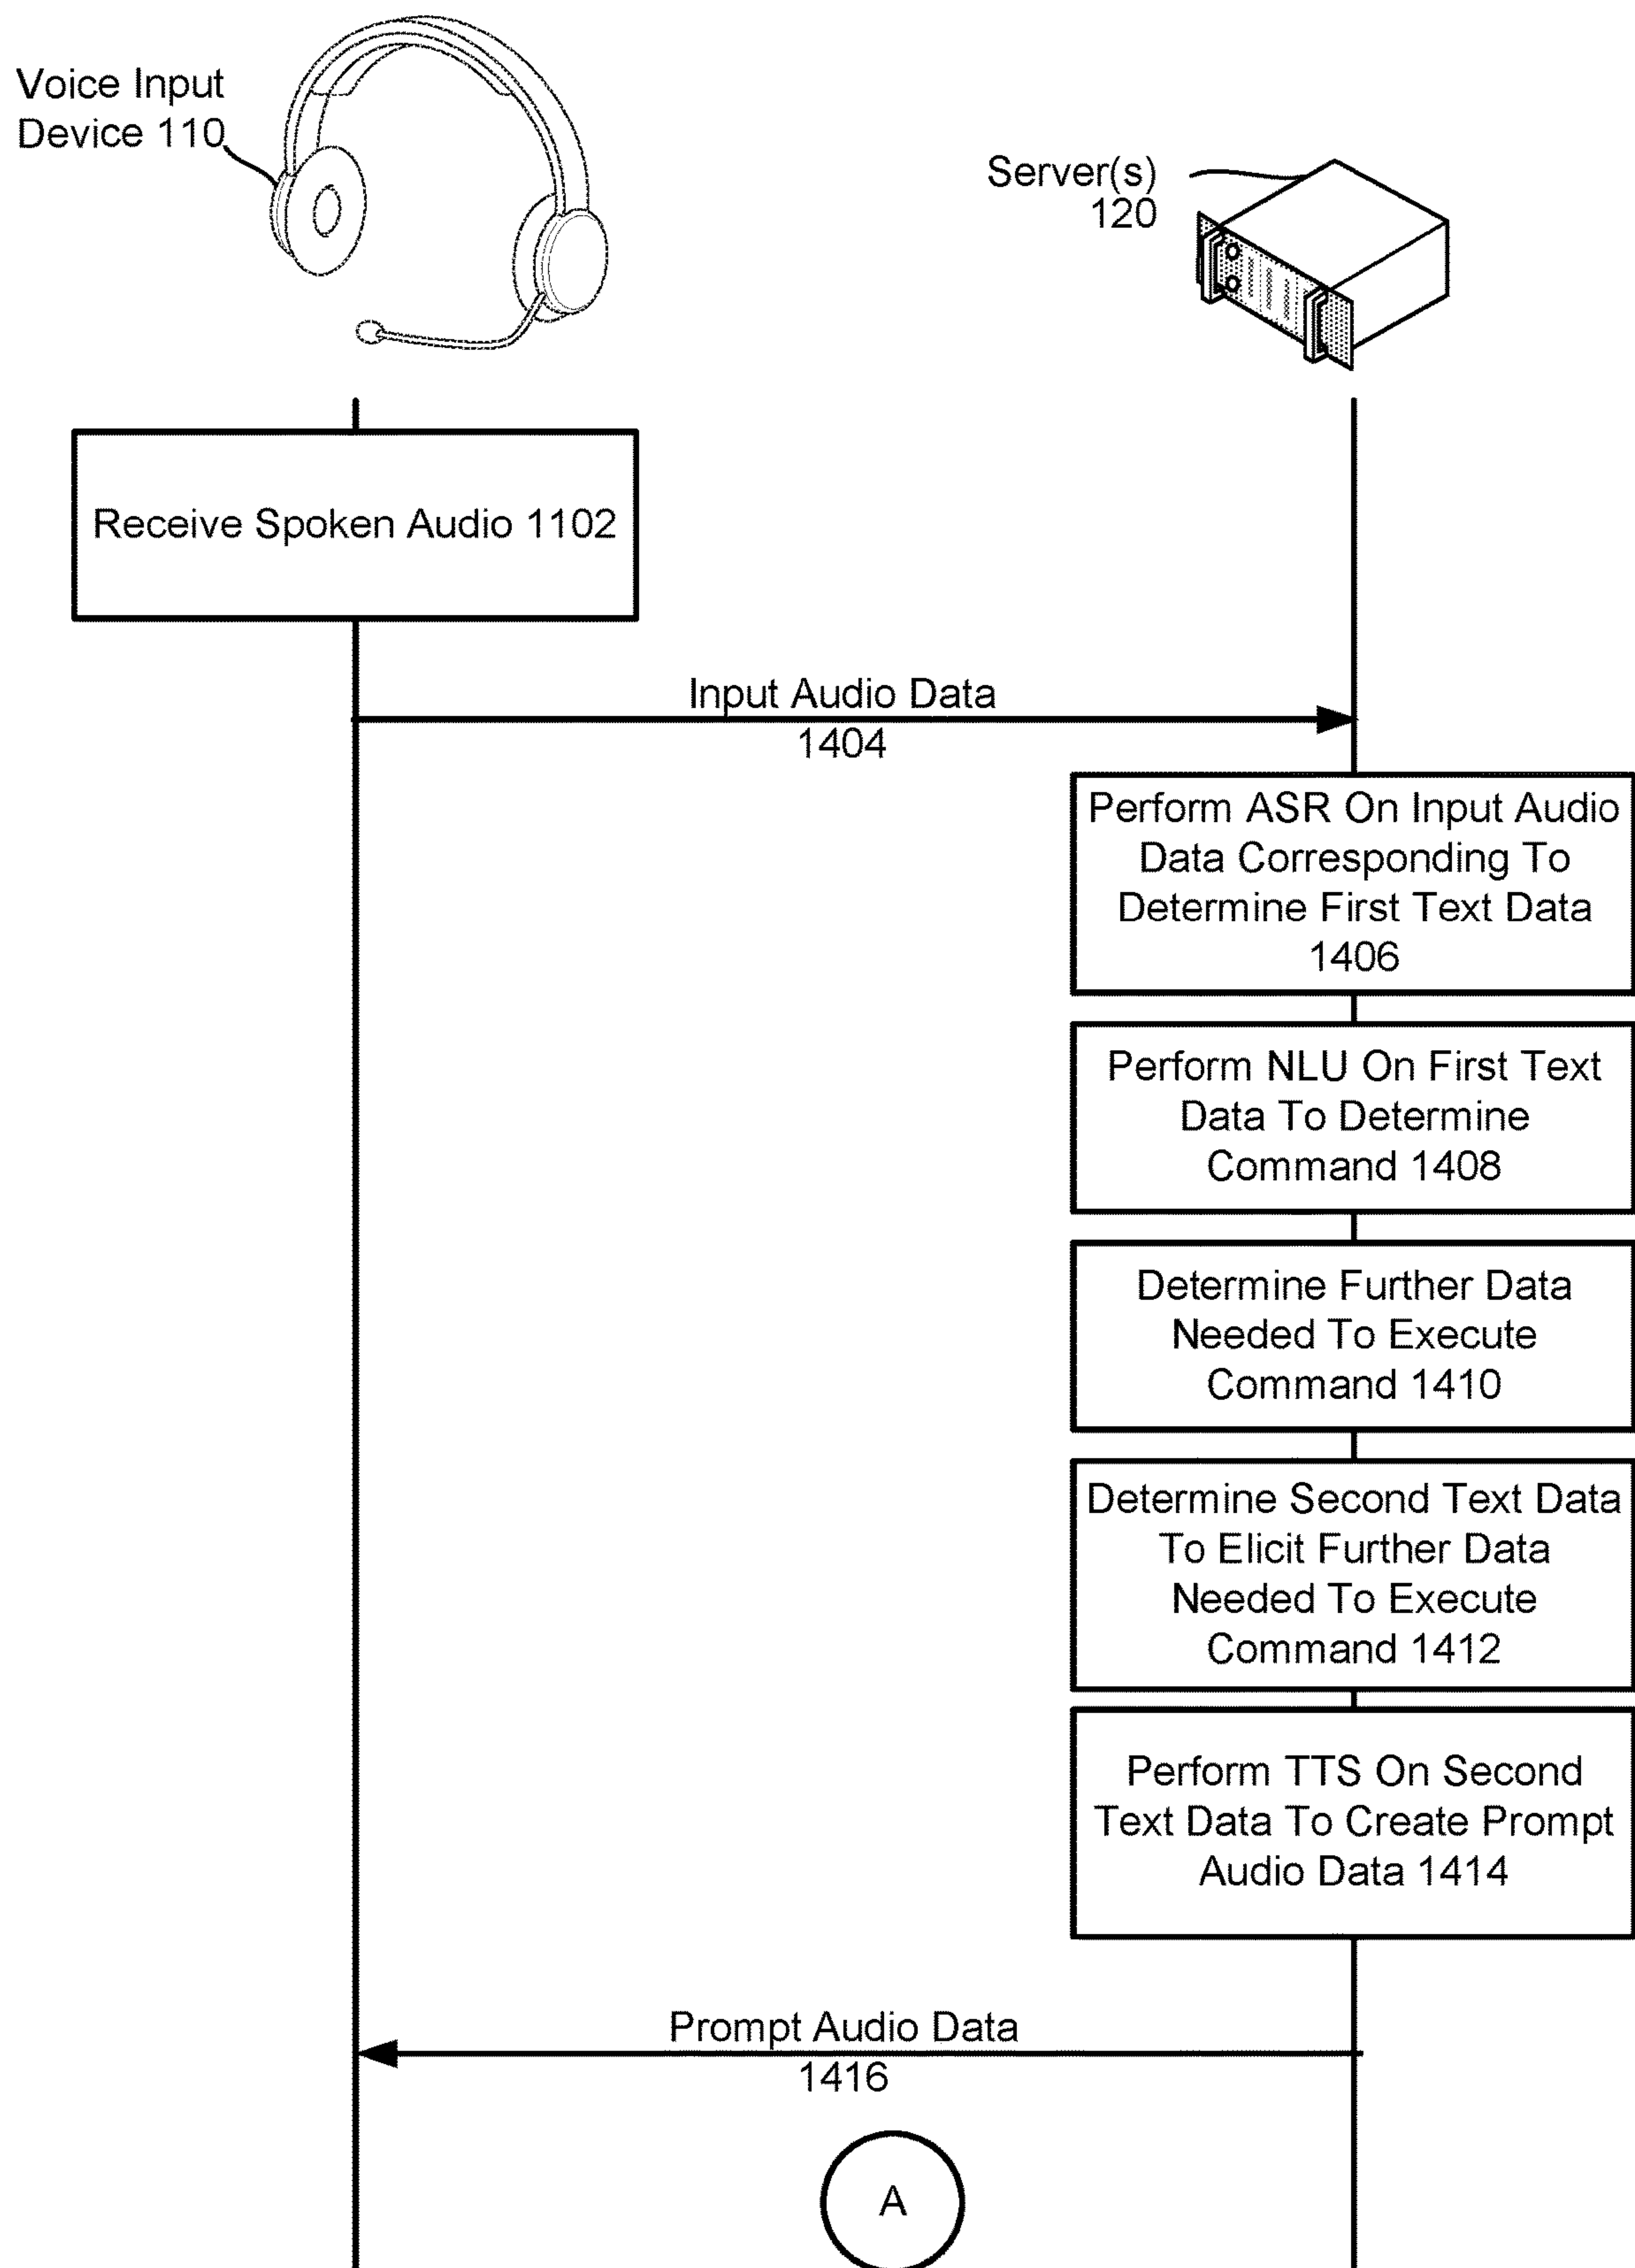 Voice Input
Device 110
Server(s)
120
Receive Spoken Audio 1102
Input Audio Data
1404
Perform ASR On Input Audio
Data Corresponding To
Determine First Text Data
1406
Perform NLU On First Text
Data To Determine
Command 1408
Determine Further Data
Needed To Execute
Command 1410
Determine Second Text Data
To Elicit Further Data
Needed To Execute
Command 1412
Perform TTS On Second
Text Data To Create Prompt
Audio Data 1414
Prompt Audio Data
1416
A